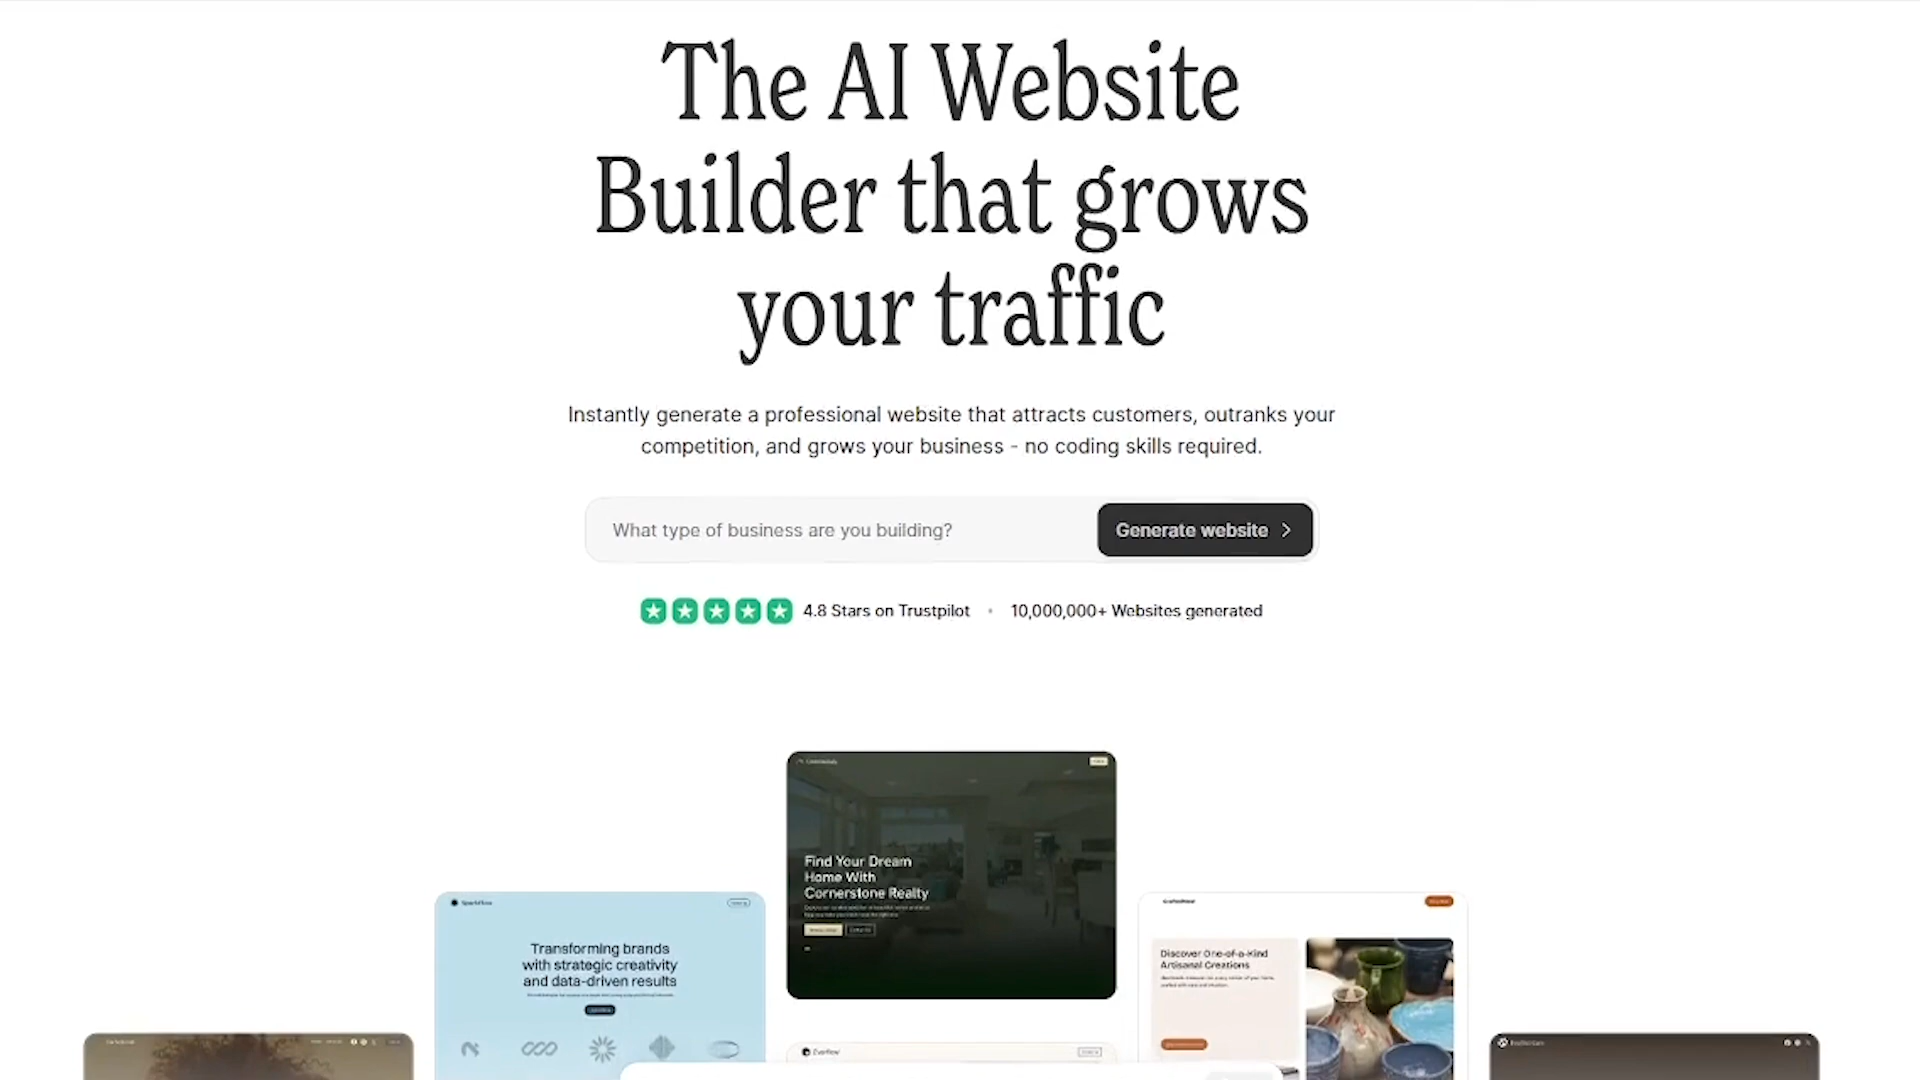 The AI Website
Builder that grows
your traffic
Instantly generate a professional website that attracts customers, outranks your
competition, and grows your business - no coding skills required.
What type of business are you building?
Generate website
4.8 Stars on Trustpilot • 10,000,000+ Websites generated
Find Your Dream
Home With
Cornerstone Realty
Transforming brands
with strategic creativity
and data-driven results
Discover One-of-a-Kind
Artisanal Creations
Everflow